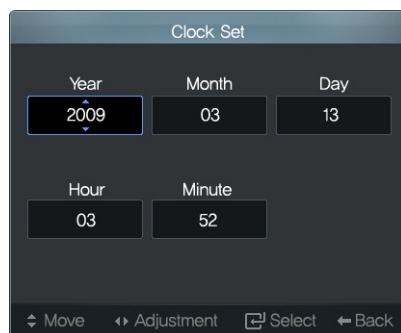 Clock Set
Year Month Day
2009 03 13
Hour Minute
03 52
Move Adjustment Select Back